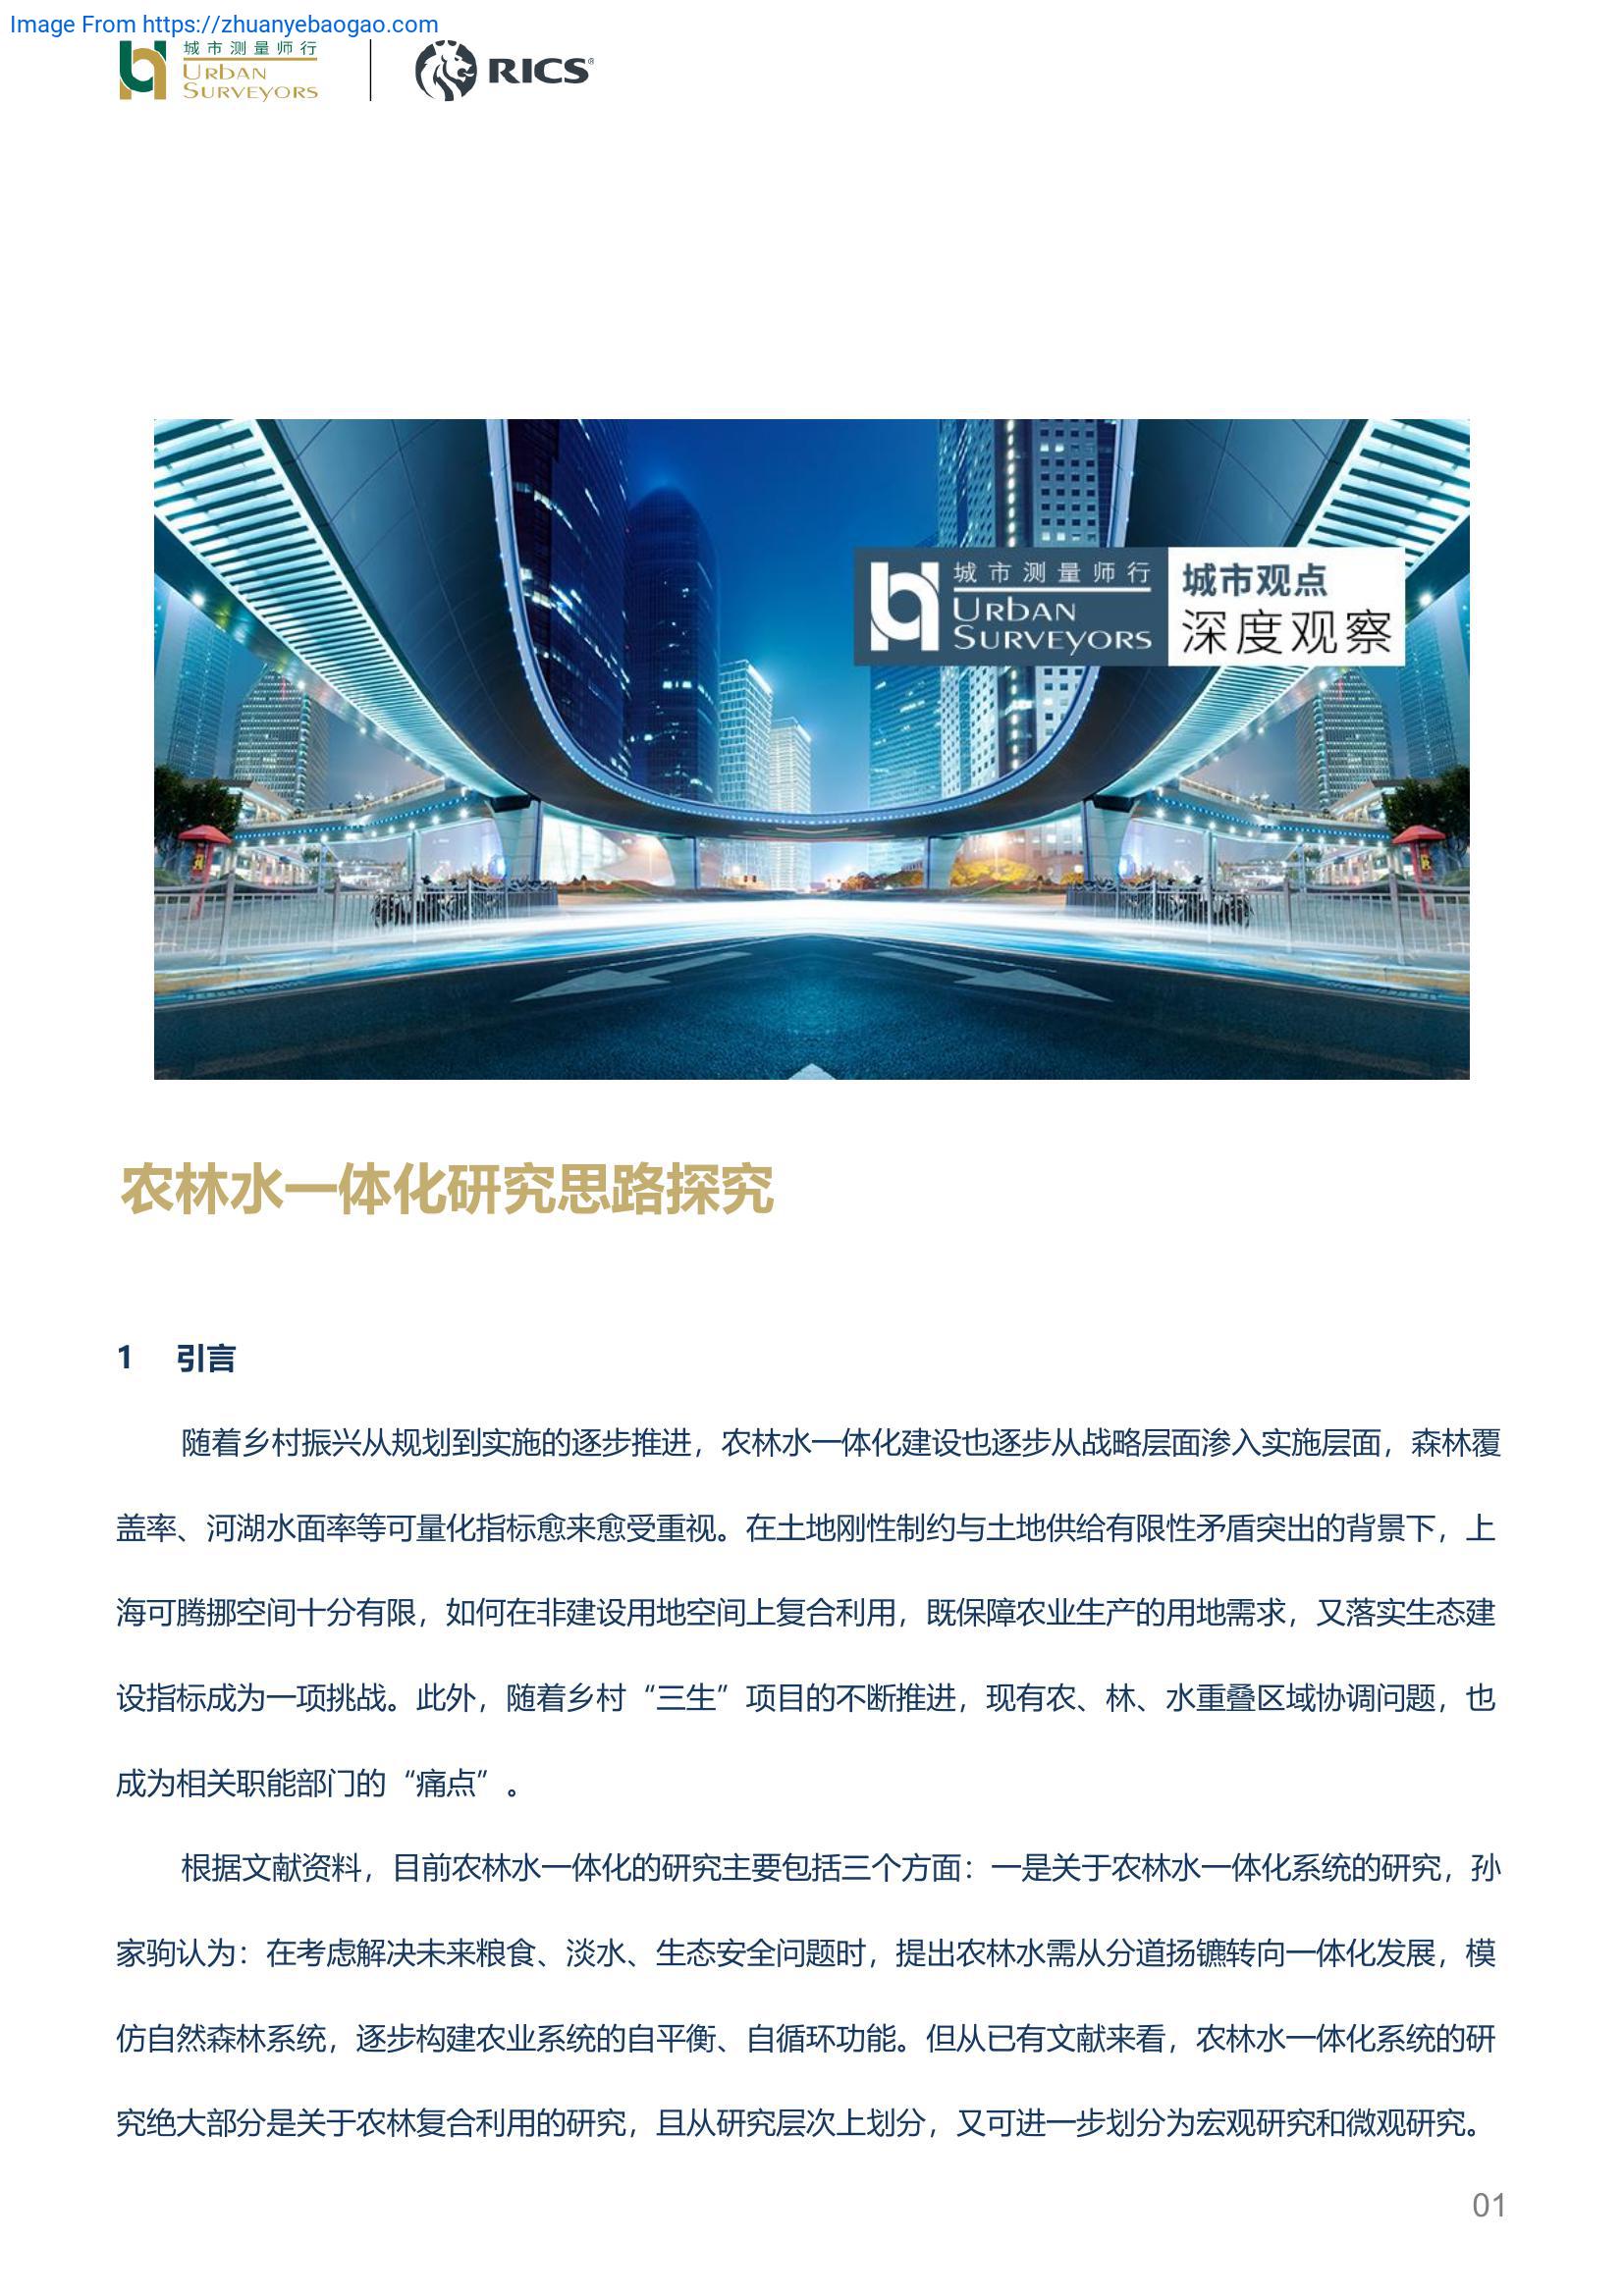 Image From https://zhuanyebaogao.com
城市测量师行
URBAN
SURVEYORS
RICS®
城市测量师行
URBAN
SURVEYORS
城市观点
深度观察
农林水一体化研究思路探究
1 引言
随着乡村振兴从规划到实施的逐步推进，农林水一体化建设也逐步从战略层面渗入实施层面，森林覆
盖率、河湖水面率等可量化指标愈来愈受重视。在土地刚性制约与土地供给有限性矛盾突出的背景下，上
海可腾挪空间十分有限，如何在非建设用地空间上复合利用，既保障农业生产的用地需求，又落实生态建
设指标成为一项挑战。此外，随着乡村“三生”项目的不断推进，现有农、林、水重叠区域协调问题，也
成为相关职能部门的“痛点”。
根据文献资料，目前农林水一体化的研究主要包括三个方面：一是关于农林水一体化系统的研究，孙
家驹认为：在考虑解决未来粮食、淡水、生态安全问题时，提出农林水需从分道扬镳转向一体化发展，模
仿自然森林系统，逐步构建农业系统的自平衡、自循环功能。但从已有文献来看，农林水一体化系统的研
究绝大部分是关于农林复合利用的研究，且从研究层次上划分，又可进一步划分为宏观研究和微观研究。
01